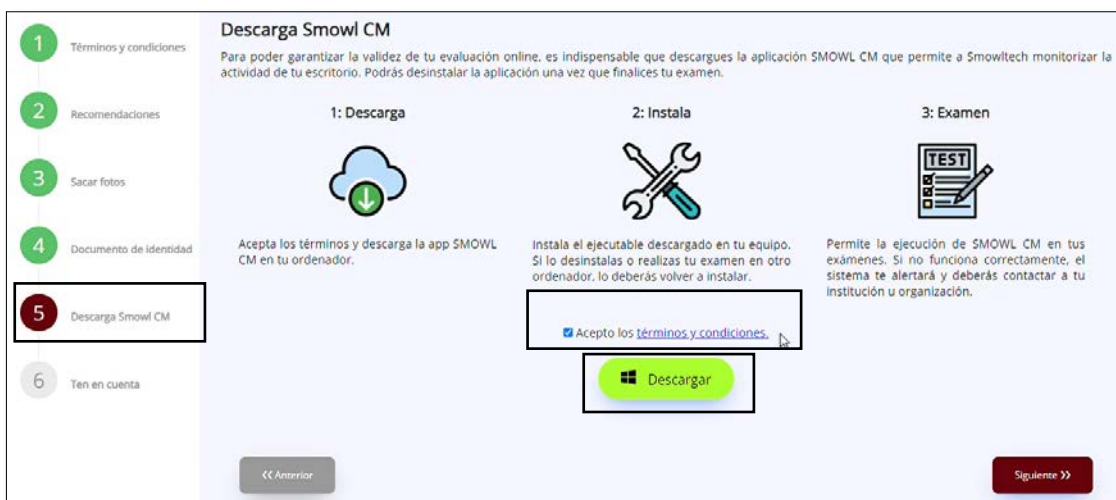 1 Términos y condiciones
2 Recomendaciones
3 Sacar fotos
4 Documento de identidad
5 Descarga Smowl CM
6 Ten en cuenta
Descarga Smowl CM
Para poder garantizar la validez de tu evaluación online, es indispensable que descargues la aplicación SMOWL CM que permite a Smowltech monitorizar la
actividad de tu escritorio. Podrás desinstalar la aplicación una vez que finalices tu examen.
1: Descarga
Acepta los términos y descarga la app SMOWL
CM en tu ordenador.
2: Instala
Instala el ejecutable descargado en tu equipo.
Si lo desinstalas o realizas tu examen en otro
ordenador, lo deberás volver a instalar.
3: Examen
TEST
Permite la ejecución de SMOWL CM en tus
exámenes. Si no funciona correctamente, el
sistema te alertará y deberás contactar a tu
institución u organización.
Acepto los términos y condiciones.
Descargar
Anterior
Siguiente